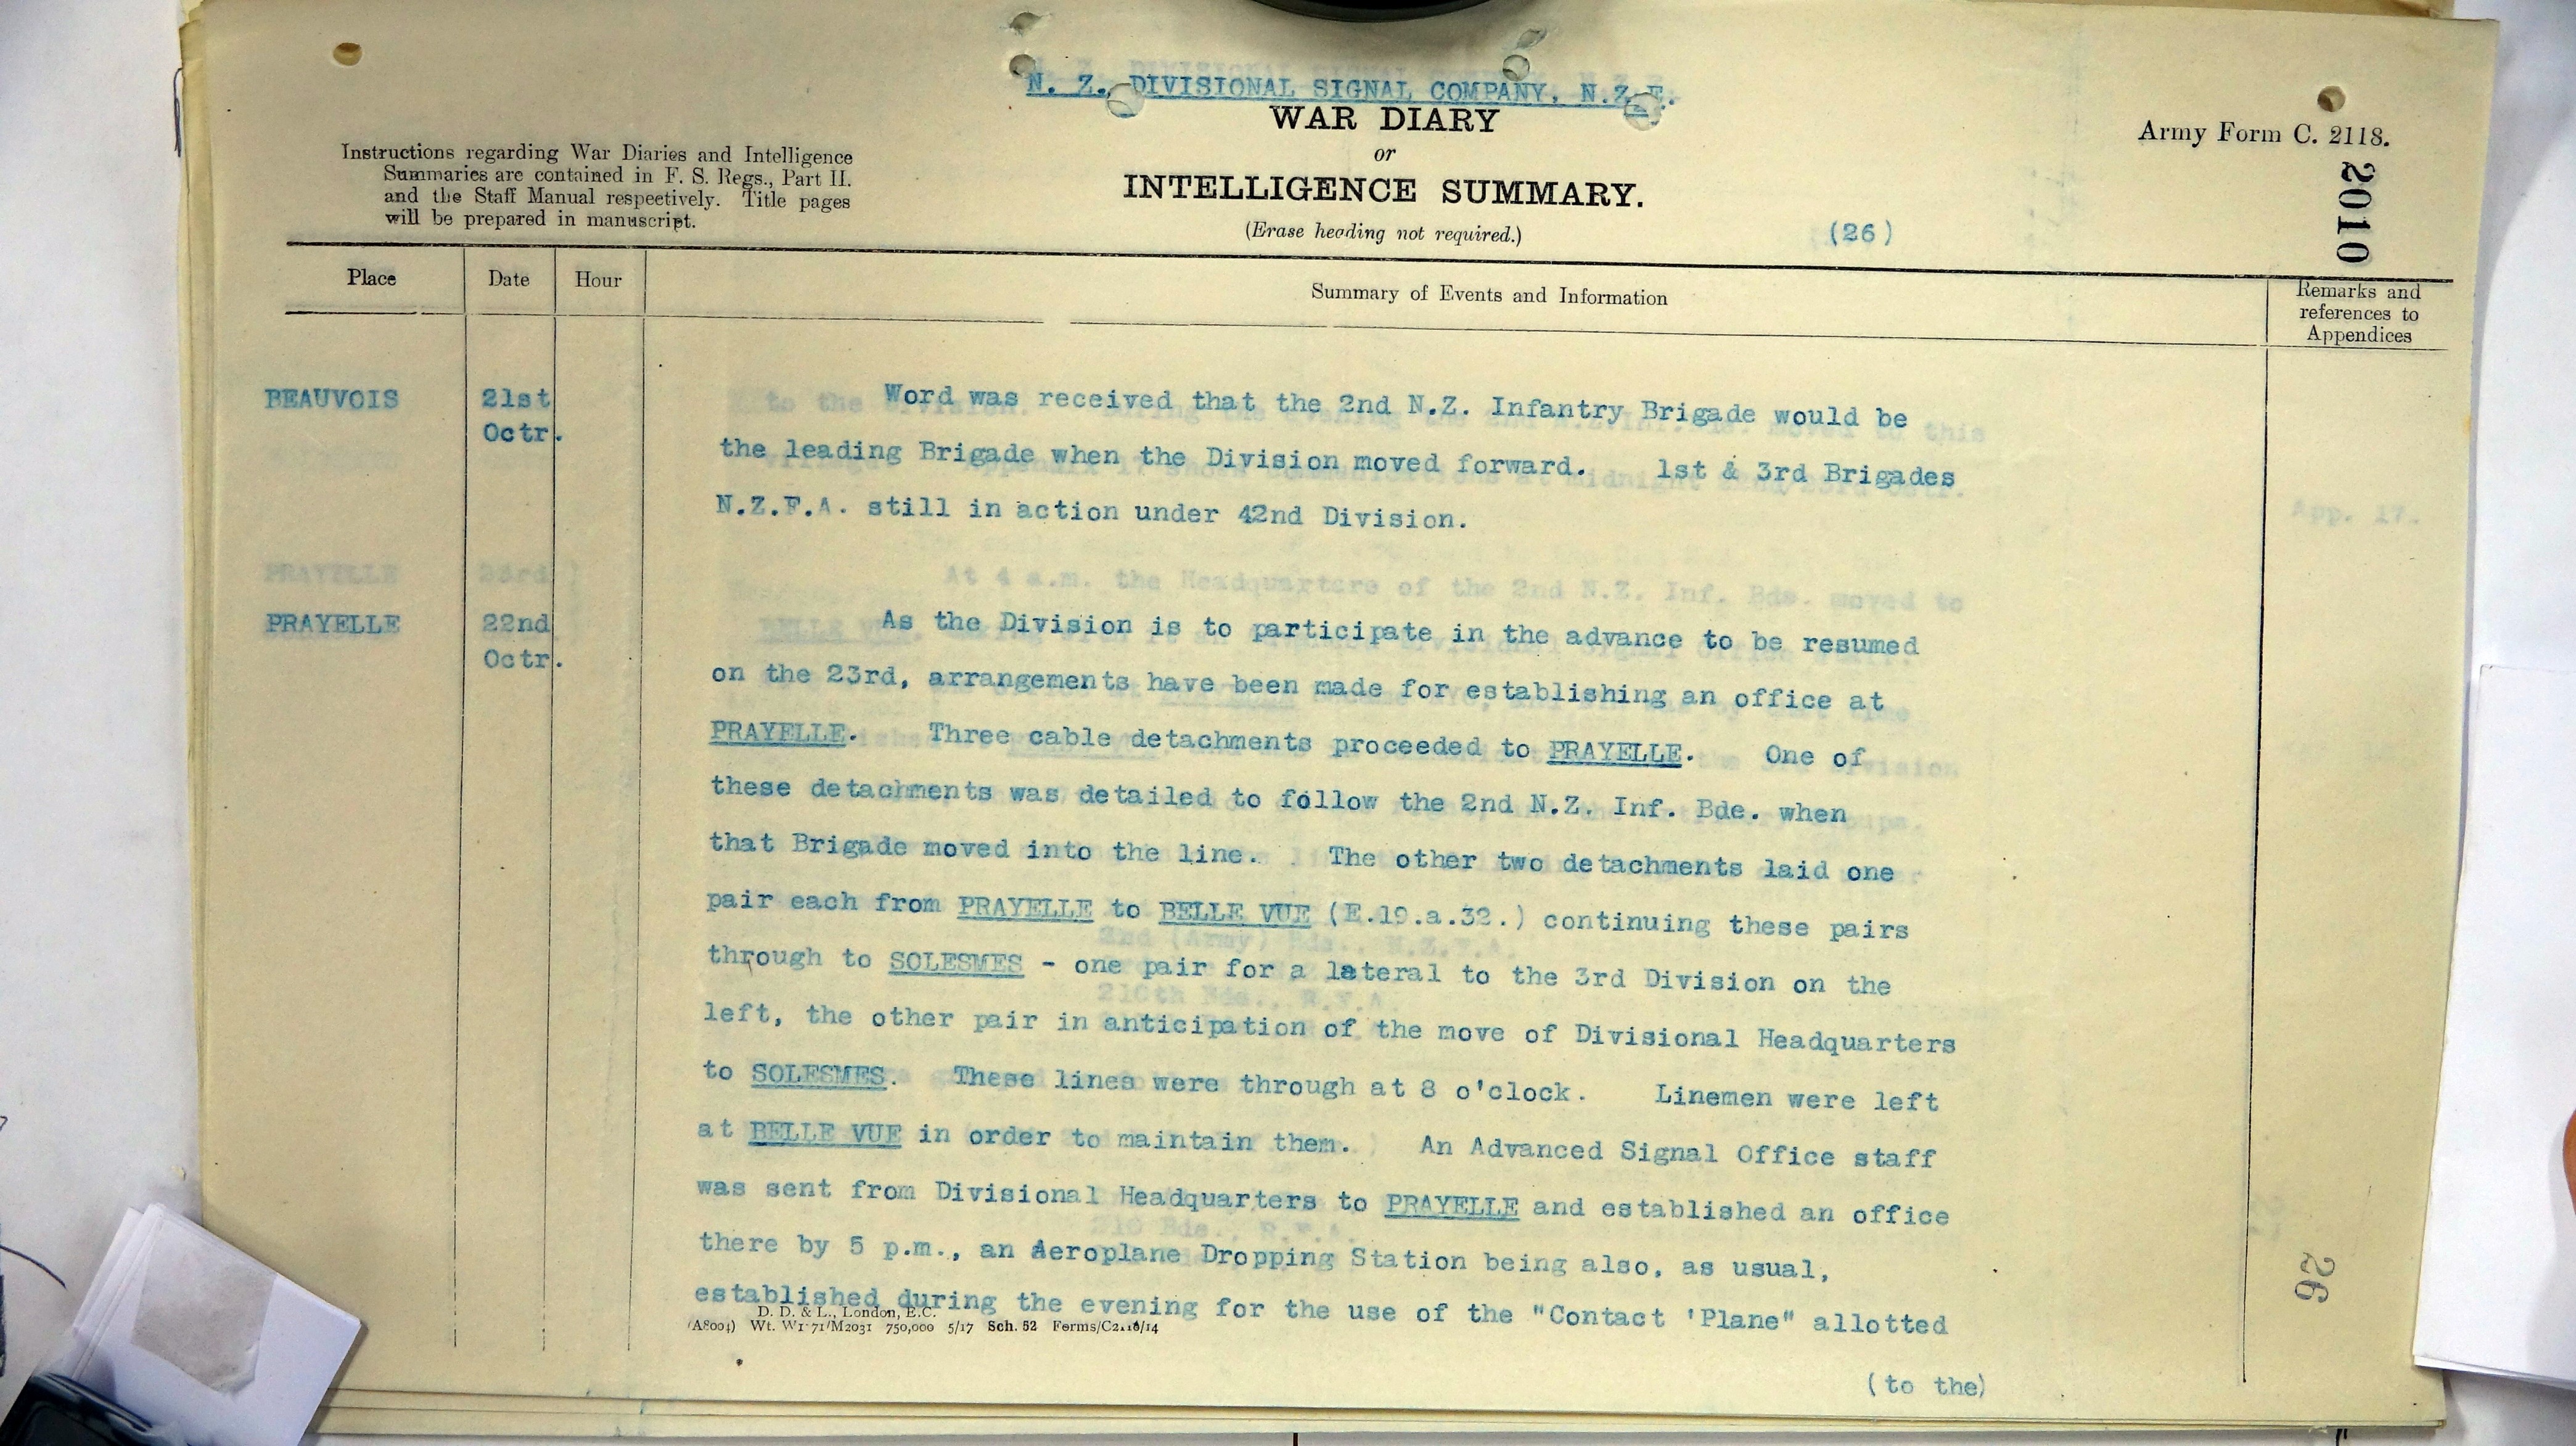 N. Z. DIVISIONAL SIGNAL COMPANY, N.Z.E.
WAR DIARY
or
INTELLIGENCE SUMMARY.
(Erase heading not required.)
Instructions regarding War Diaries and Intelligence
Summaries are contained in F. S. Regs., Part II.
and the Staff Manual respectively. Title pages
will be prepared in manuscript.
Army Form C. 2118.
2010
(26)
Place Date Hour Summary of Events and Information Remarks and
references to
Appendices
BEAUVOIS 21st
Octr.
Word was received that the 2nd N.Z. Infantry Brigade would be
the leading Brigade when the Division moved forward. 1st & 3rd Brigades
N.Z.F.A. still in action under 42nd Division.
App. 17.
PRAYELLE 22nd
Octr.
As the Division is to participate in the advance to be resumed
on the 23rd, arrangements have been made for establishing an office at
PRAYELLE. Three cable detachments proceeded to PRAYELLE. One of
these detachments was detailed to follow the 2nd N.Z. Inf. Bde. when
that Brigade moved into the line. The other two detachments laid one
pair each from PRAYELLE to BELLE VUE (E.19.a.32.) continuing these pairs
through to SOLESMES - one pair for a lateral to the 3rd Division on the
left, the other pair in anticipation of the move of Divisional Headquarters
to SOLESMES. These lines were through at 8 o'clock. Linemen were left
at BELLE VUE in order to maintain them. An Advanced Signal Office staff
was sent from Divisional Headquarters to PRAYELLE and established an office
there by 5 p.m., an Aeroplane Dropping Station being also, as usual,
established during the evening for the use of the "Contact 'Plane" allotted
(to the)
D. D. & L., London, E.C.
(A8004) Wt. W1771/M2031 750,000 5/17 Sch. 52 Forms/C2118/14
26